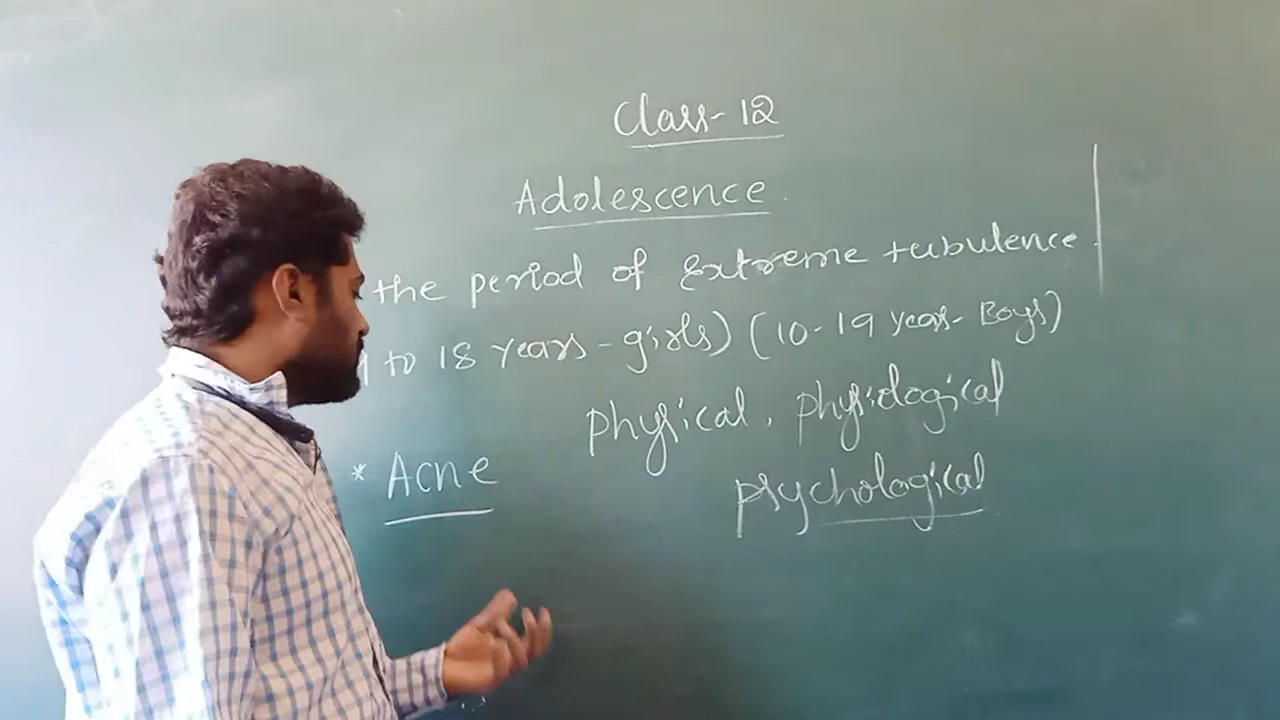 Class- 12
Adolescence.
the period of Extreme tubulence.
to 18 years - girls) (10-19 year- Boys)
physical, physiological
* Acne
psychological